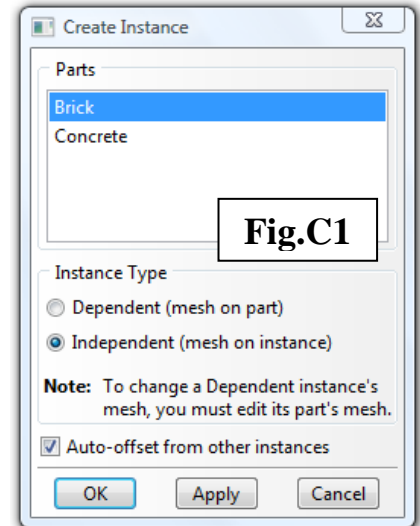 Create Instance
Parts
Brick
Concrete
Fig.C1
Instance Type
Dependent (mesh on part)
Independent (mesh on instance)
Note: To change a Dependent instance's
mesh, you must edit its part's mesh.
Auto-offset from other instances
OK Apply Cancel